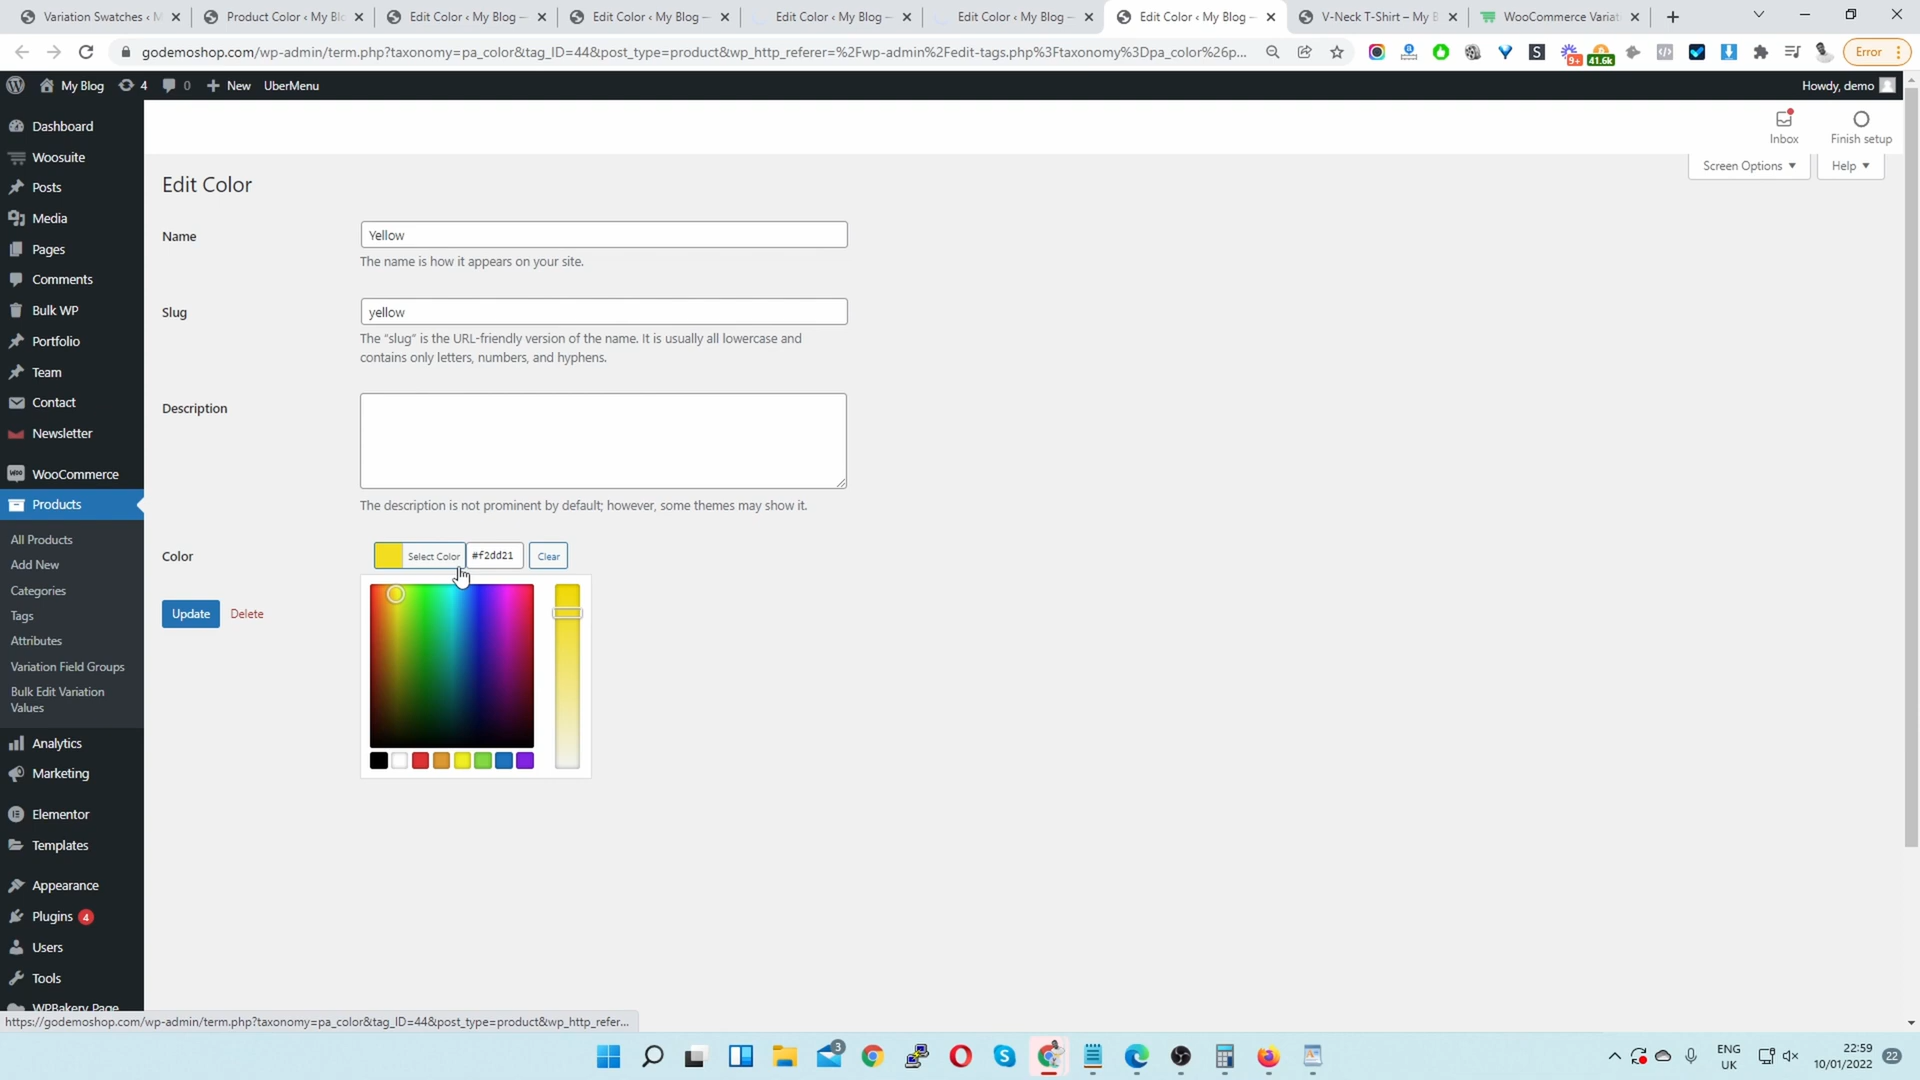 Variation Swatches ‹ M
Product Color ‹ My Blo
Edit Color ‹ My Blog —
Edit Color ‹ My Blog —
Edit Color ‹ My Blog —
Edit Color ‹ My Blog —
Edit Color ‹ My Blog —
V-Neck T-Shirt – My B
WooCommerce Variat
godemoshop.com/wp-admin/term.php?taxonomy=pa_color&tag_ID=44&post_type=product&wp_http_referer=%2Fwp-admin%2Fedit-tags.php%3Ftaxonomy%3Dpa_color%26p...
9+
41.6k
Error
My Blog
4
0
New
UberMenu
Howdy, demo
Dashboard
Woosuite
Posts
Media
Pages
Comments
Bulk WP
Portfolio
Team
Contact
Newsletter
WooCommerce
Products
All Products
Add New
Categories
Tags
Attributes
Variation Field Groups
Bulk Edit Variation
Values
Analytics
Marketing
Elementor
Templates
Appearance
Plugins 4
Users
Tools
WPBakery Page
Inbox
Finish setup
Screen Options
Help
Edit Color
Name
Yellow
The name is how it appears on your site.
Slug
yellow
The “slug” is the URL-friendly version of the name. It is usually all lowercase and
contains only letters, numbers, and hyphens.
Description
The description is not prominent by default; however, some themes may show it.
Color
Select Color
#f2dd21
Clear
Update
Delete
https://godemoshop.com/wp-admin/term.php?taxonomy=pa_color&tag_ID=44&post_type=product&wp_http_refer...
3
ENG
UK
22:59
10/01/2022
22